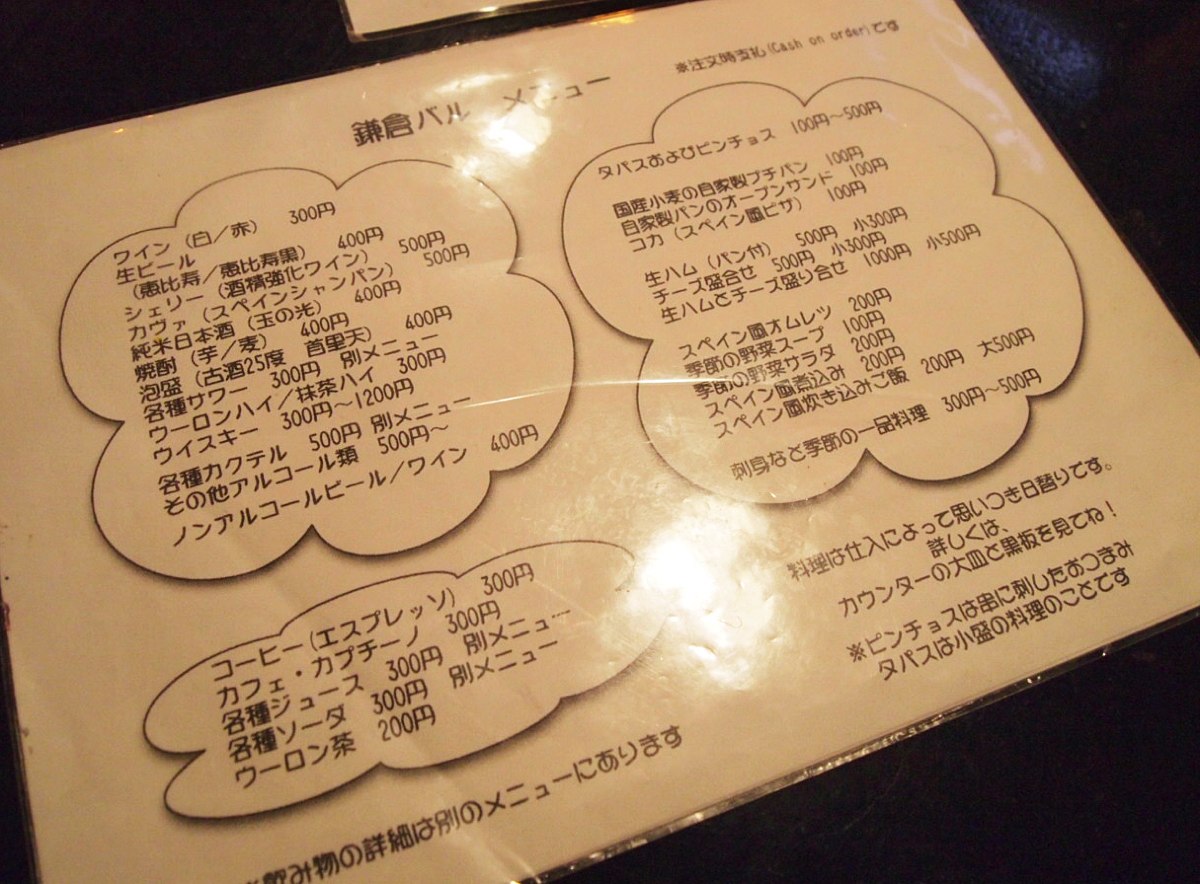 ※注文時支払(Cash on order)です
鎌倉バル メニュー
ワイン（白／赤） 300円
生ビール
（恵比寿／恵比寿黒） 400円
シェリー（酒精強化ワイン） 500円
カヴァ（スペインシャンパン） 500円
純米日本酒（玉の光） 400円
焼酎（芋／麦） 400円
泡盛（古酒25度 首里天） 400円
各種サワー 300円 別メニュー
ウーロンハイ／抹茶ハイ 300円
ウイスキー 300円～1200円
各種カクテル 500円 別メニュー
その他アルコール類 500円～
ノンアルコールビール／ワイン 400円
タパスおよびピンチョス 100円～500円
国産小麦の自家製プチパン 100円
自家製パンのオープンサンド 100円
コカ（スペイン風ピザ） 100円
生ハム（パン付） 500円 小300円
チーズ盛合せ 500円 小300円
生ハムとチーズ盛り合せ 1000円 小500円
スペイン風オムレッ 200円
季節の野菜スープ 100円
季節の野菜サラダ 200円
スペイン風煮込み 200円
スペイン風炊き込みご飯 200円 大500円
刺身など季節の一品料理 300円～500円
コーヒー(エスプレッソ) 300円
カフェ・カプチーノ 300円
各種ジュース 300円 別メニュー
各種ソーダ 300円 別メニュー
ウーロン茶 200円
料理は仕入によって思いつき日替りです。
詳しくは、
カウンターの大皿と黒板を見てね！
※ピンチョスは串に刺したおつまみ
タパスは小盛の料理のことです
※飲み物の詳細は別のメニューにあります